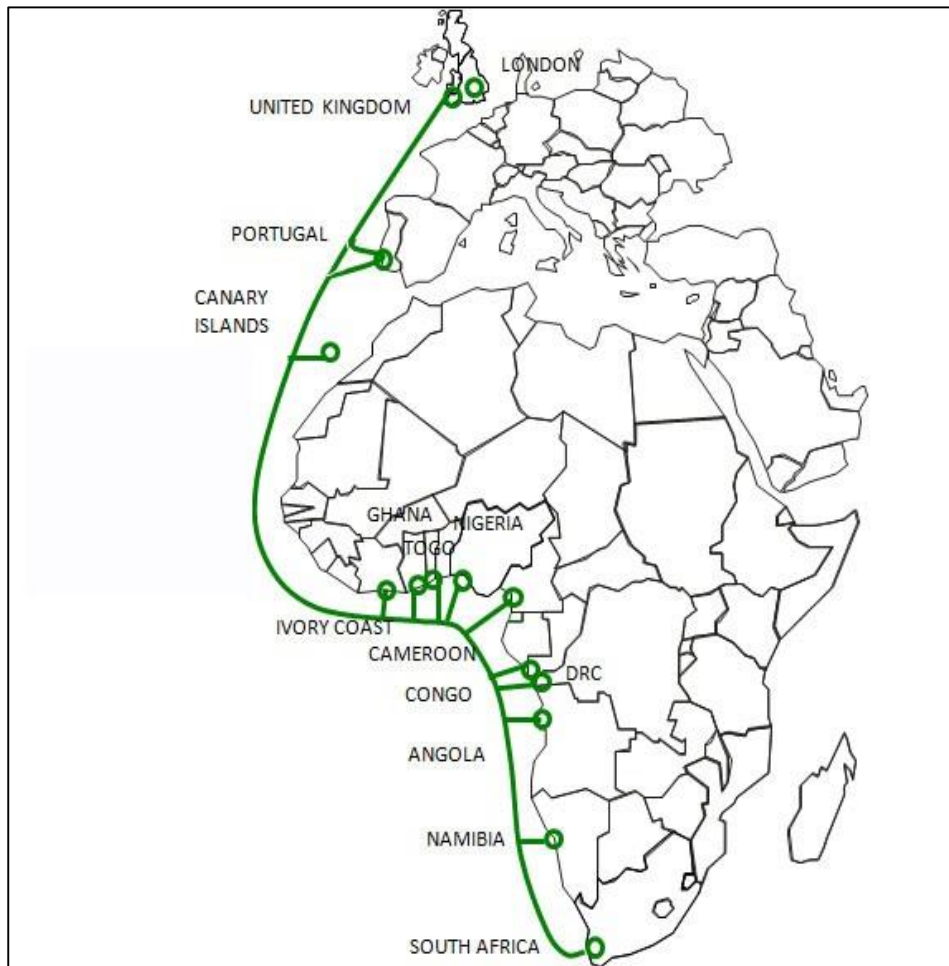 LONDON
UNITED KINGDOM
PORTUGAL
CANARY
ISLANDS
GHANA
NIGERIA
TOGO
IVORY COAST
CAMEROON
DRC
CONGO
ANGOLA
NAMIBIA
SOUTH AFRICA